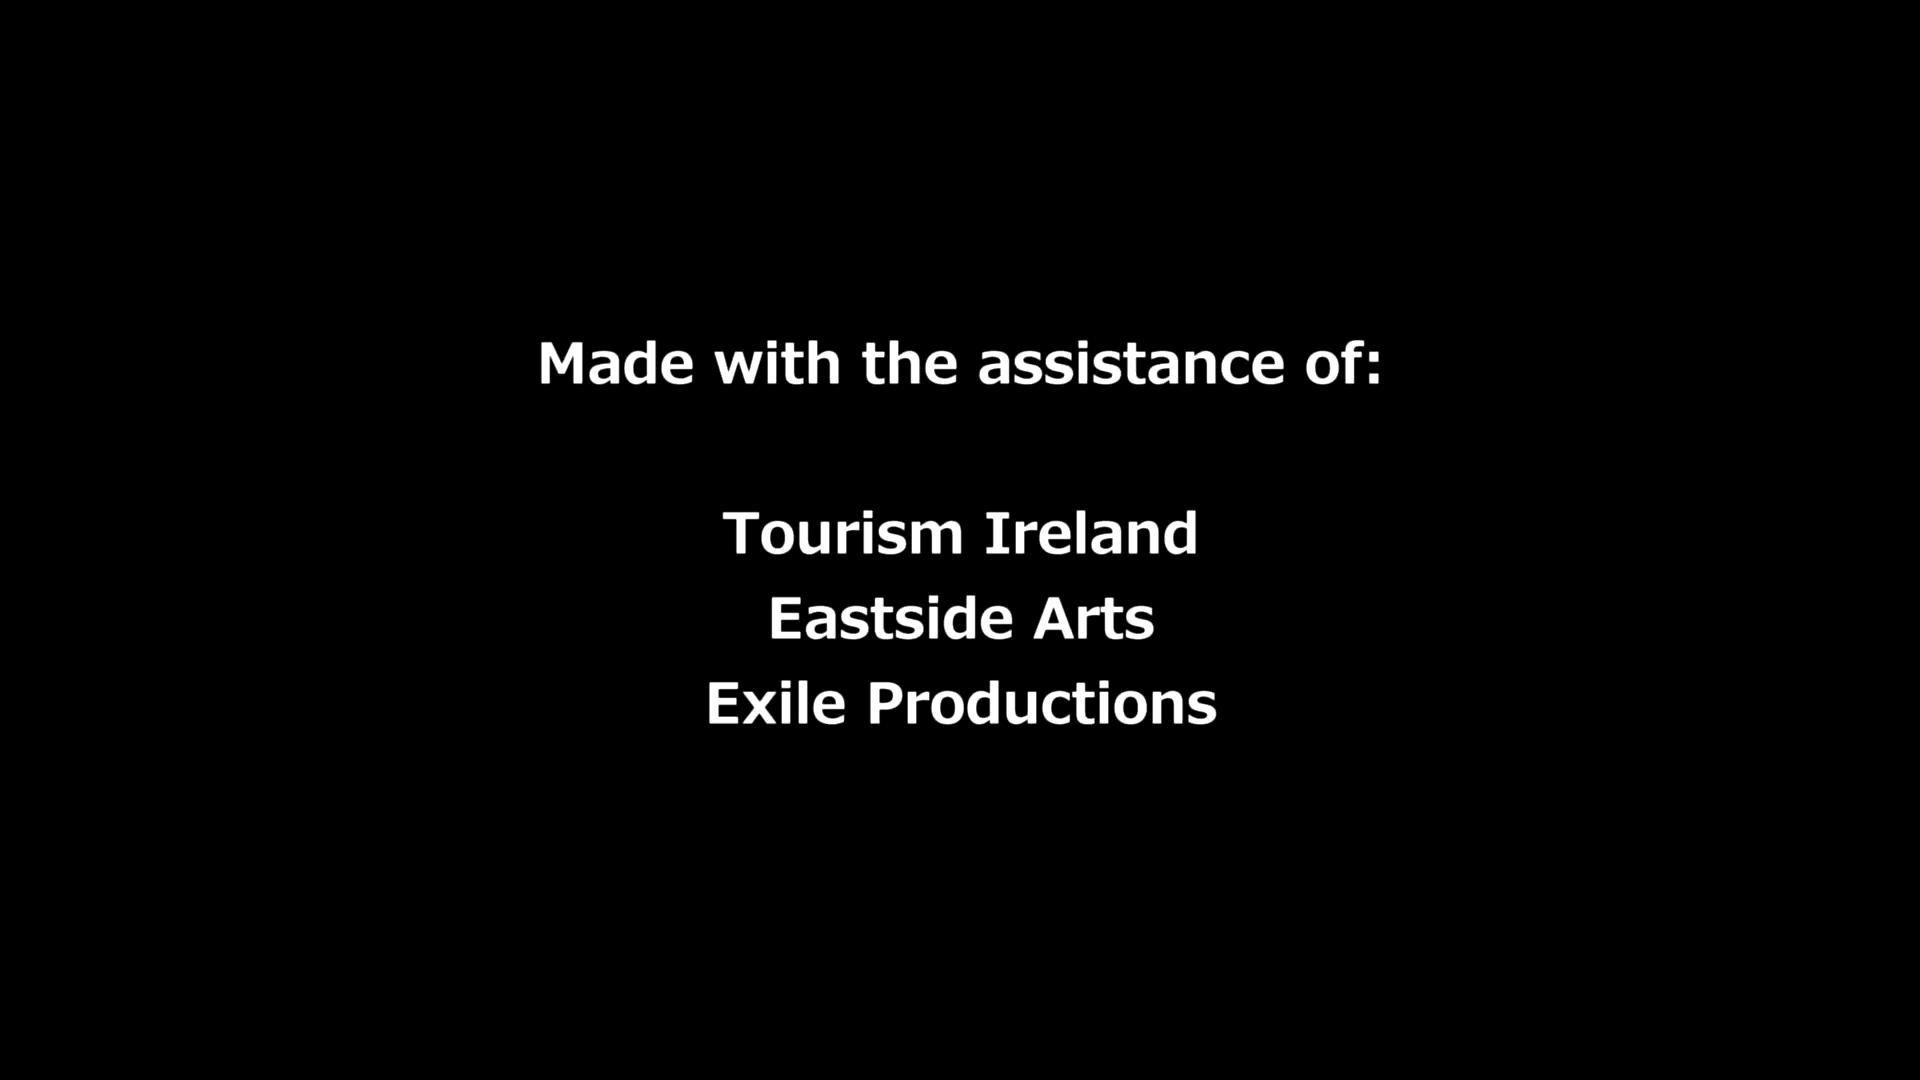 Made with the assistance of:
Tourism Ireland
Eastside Arts
Exile Productions